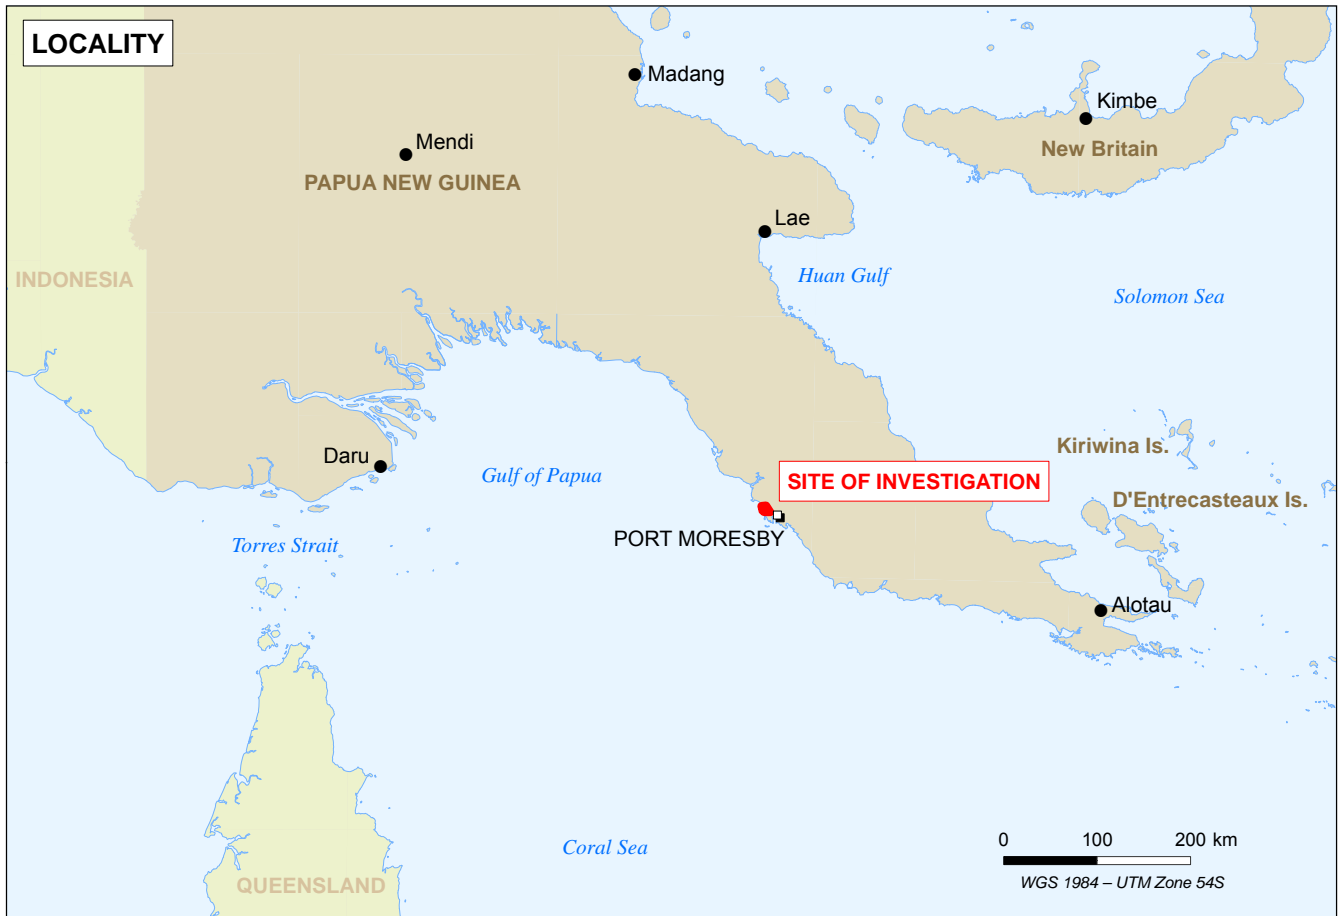 LOCALITY
Madang
Kimbe
Mendi
New Britain
PAPUA NEW GUINEA
Lae
INDONESIA
Huan Gulf
Solomon Sea
Kiriwina Is.
Daru
Gulf of Papua
SITE OF INVESTIGATION
D'Entrecasteaux Is.
PORT MORESBY
Torres Strait
Alotau
0 100 200 km
Coral Sea
WGS 1984 – UTM Zone 54S
QUEENSLAND